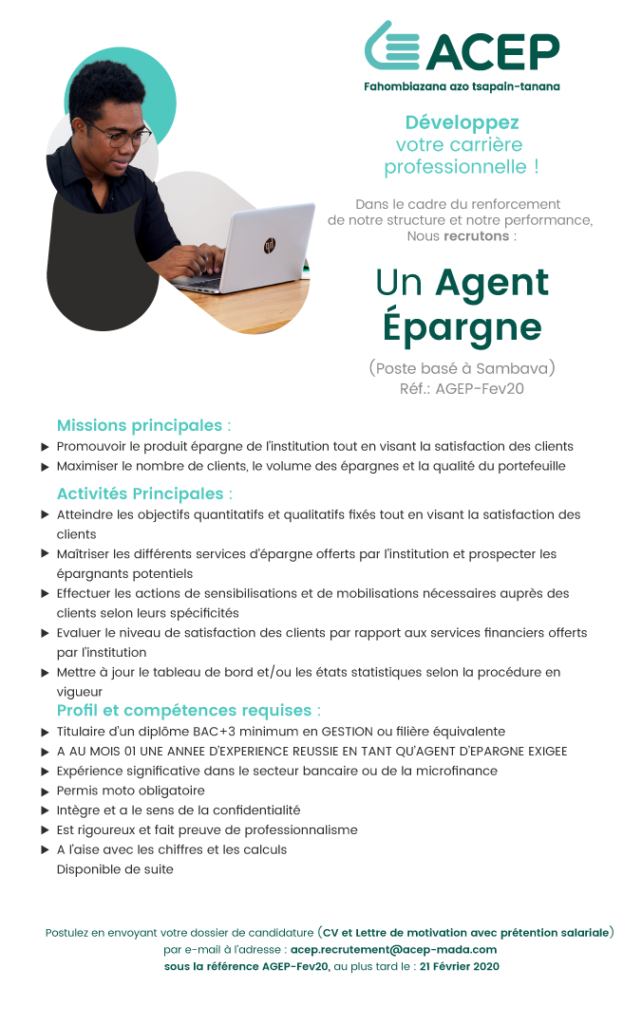 ACEP
Fahombiazana azo tsapain-tanana
Développez
votre carrière
professionnelle !
Dans le cadre du renforcement
de notre structure et notre performance,
Nous recrutons :
Un Agent
Épargne
(Poste basé à Sambava)
Réf.: AGEP-Fev20
hp
Missions principales :
Promouvoir le produit épargne de l'institution tout en visant la satisfaction des clients
Maximiser le nombre de clients, le volume des épargnes et la qualité du portefeuille
Activités Principales :
Atteindre les objectifs quantitatifs et qualitatifs fixés tout en visant la satisfaction des
clients
Maîtriser les différents services d'épargne offerts par l'institution et prospecter les
épargnants potentiels
Effectuer les actions de sensibilisations et de mobilisations nécessaires auprès des
clients selon leurs spécificités
Evaluer le niveau de satisfaction des clients par rapport aux services financiers offerts
par l'institution
Mettre à jour le tableau de bord et/ou les états statistiques selon la procédure en
vigueur
Profil et compétences requises :
Titulaire d'un diplôme BAC+3 minimum en GESTION ou filière équivalente
A AU MOIS 01 UNE ANNEE D'EXPERIENCE REUSSIE EN TANT QU'AGENT D'EPARGNE EXIGEE
Expérience significative dans le secteur bancaire ou de la microfinance
Permis moto obligatoire
Intègre et a le sens de la confidentialité
Est rigoureux et fait preuve de professionnalisme
A l'aise avec les chiffres et les calculs
Disponible de suite
Postulez en envoyant votre dossier de candidature (CV et Lettre de motivation avec prétention salariale)
par e-mail à l'adresse : acep.recrutement@acep-mada.com
sous la référence AGEP-Fev20, au plus tard le : 21 Février 2020